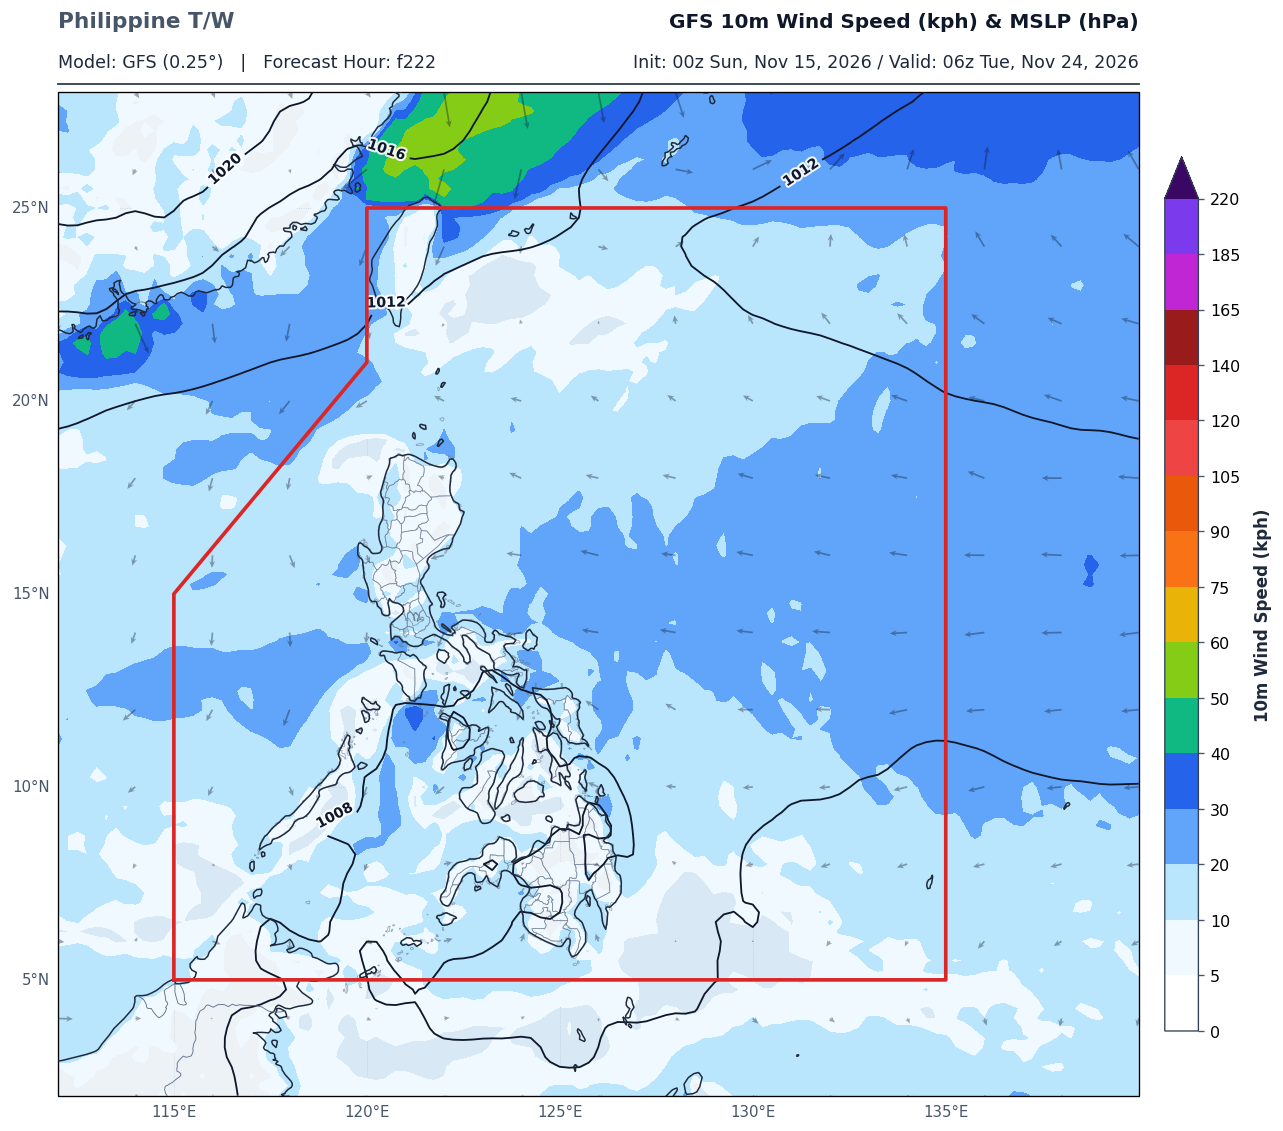 Philippine T/W
GFS 10m Wind Speed (kph) & MSLP (hPa)
Model: GFS (0.25°)   |   Forecast Hour: f222
Init: 00z Sun, Nov 15, 2026 / Valid: 06z Tue, Nov 24, 2026
1020
1016
1012
1012
1008
25°N
20°N
15°N
10°N
5°N
115°E
120°E
125°E
130°E
135°E
220
185
165
140
120
105
90
75
60
50
40
30
20
10
5
0
10m Wind Speed (kph)